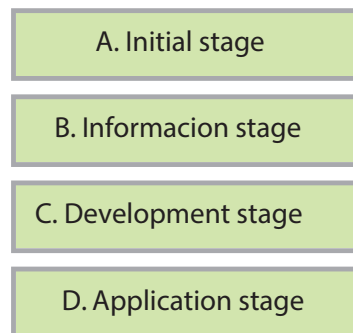 A. Initial stage
B. Informacion stage
C. Development stage
D. Application stage